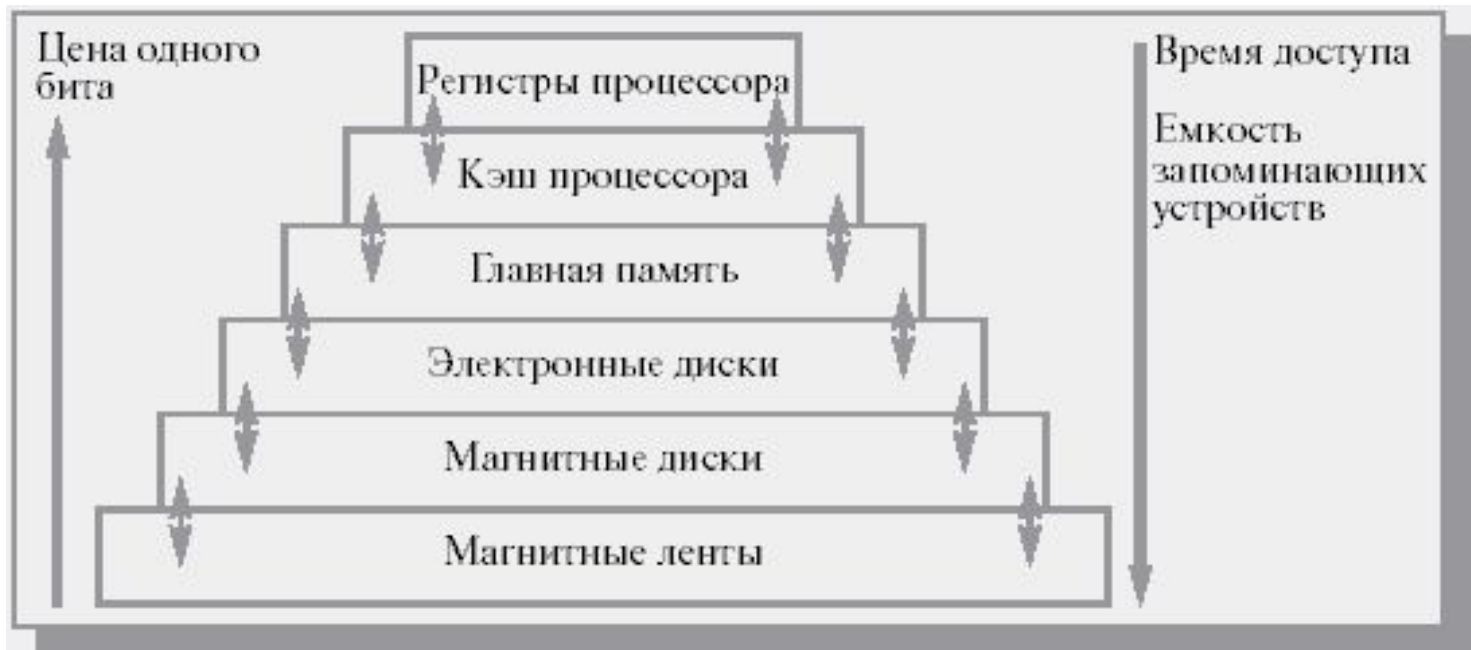 Цена одного
бита
Регистры процессора
Кэш процессора
Главная память
Электронные диски
Магнитные диски
Магнитные ленты
Время доступа
Емкость
запоминающих
устройств